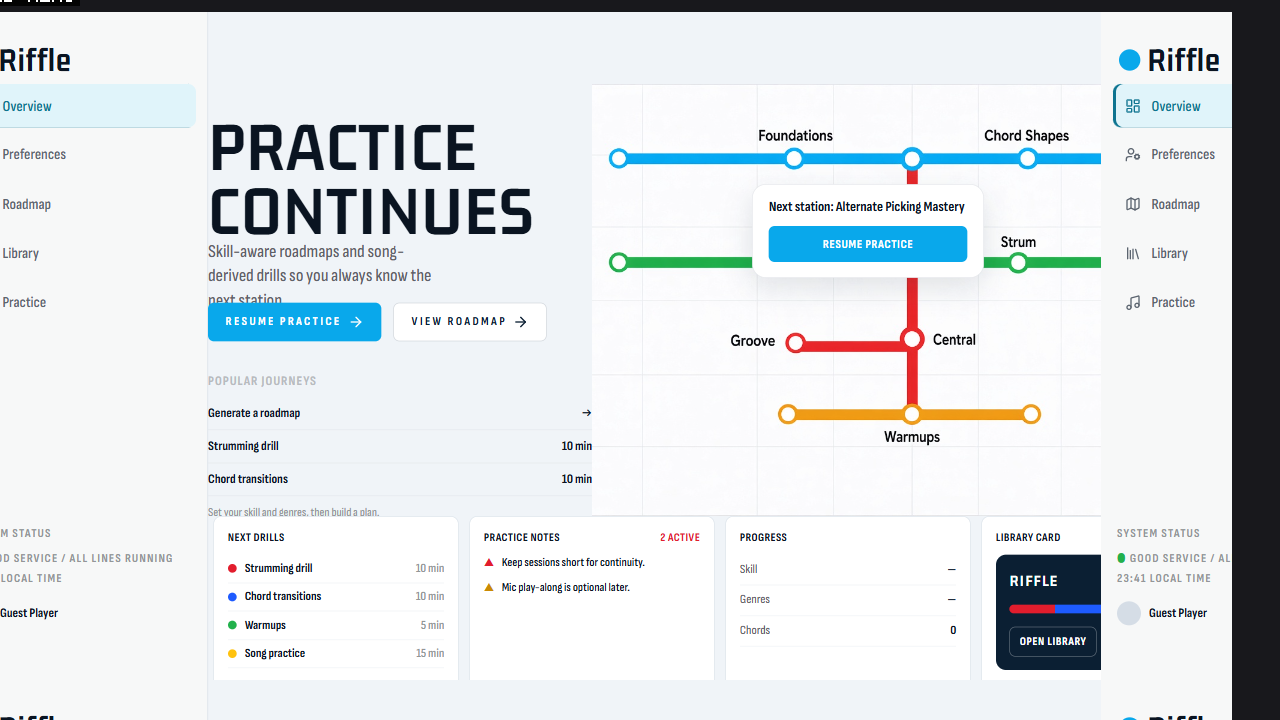 Riffle
Overview
Preferences
Roadmap
Library
Practice
M STATUS
OD SERVICE / ALL LINES RUNNING
LOCAL TIME
Guest Player
PRACTICE
CONTINUES
Skill-aware roadmaps and song-
derived drills so you always know the
next station.
RESUME PRACTICE →
VIEW ROADMAP →
POPULAR JOURNEYS
Generate a roadmap →
Strumming drill 10 min
Chord transitions 10 min
Set your skill and genres, then build a plan.
Foundations
Chord Shapes
Next station: Alternate Picking Mastery
RESUME PRACTICE
Strum
Groove
Central
Warmups
NEXT DRILLS
Strumming drill 10 min
Chord transitions 10 min
Warmups 5 min
Song practice 15 min
PRACTICE NOTES 2 ACTIVE
Keep sessions short for continuity.
Mic play-along is optional later.
PROGRESS
Skill —
Genres —
Chords 0
LIBRARY CARD
RIFFLE
OPEN LIBRARY
Riffle
Overview
Preferences
Roadmap
Library
Practice
SYSTEM STATUS
GOOD SERVICE / AL
23:41 LOCAL TIME
Guest Player